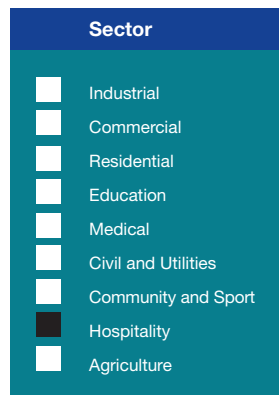 Sector
Industrial
Commercial
Residential
Education
Medical
Civil and Utilities
Community and Sport
Hospitality
Agriculture